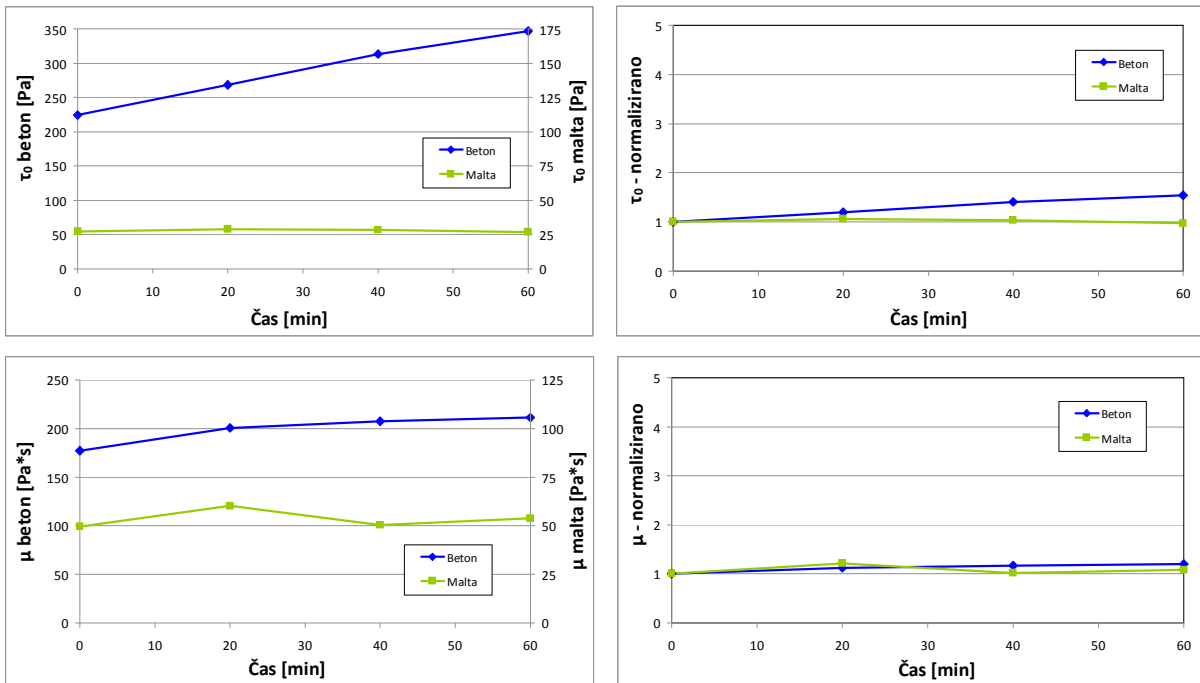 τ₀ beton [Pa]
350
300
250
200
150
100
50
0
175
150
125
100
75
50
25
0
τ₀ malta [Pa]
Beton
Malta
0 10 20 30 40 50 60
Čas [min]
τ₀ - normalizirano
5
4
3
2
1
0
Beton
Malta
0 10 20 30 40 50 60
Čas [min]
μ beton [Pa*s]
250
200
150
100
50
0
125
100
75
50
25
0
μ malta [Pa*s]
Beton
Malta
0 10 20 30 40 50 60
Čas [min]
μ - normalizirano
5
4
3
2
1
0
Beton
Malta
0 10 20 30 40 50 60
Čas [min]